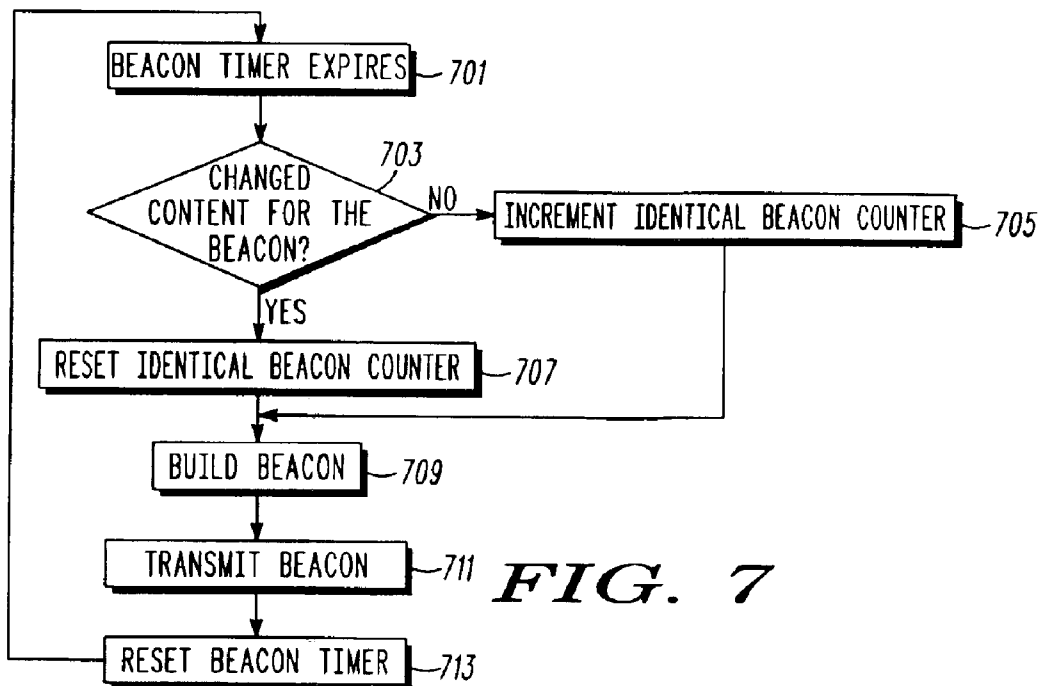 BEACON TIMER EXPIRES
701
703
CHANGED
CONTENT FOR THE
BEACON?
NO
INCREMENT IDENTICAL BEACON COUNTER
705
YES
RESET IDENTICAL BEACON COUNTER
707
BUILD BEACON
709
TRANSMIT BEACON
711
FIG. 7
RESET BEACON TIMER
713